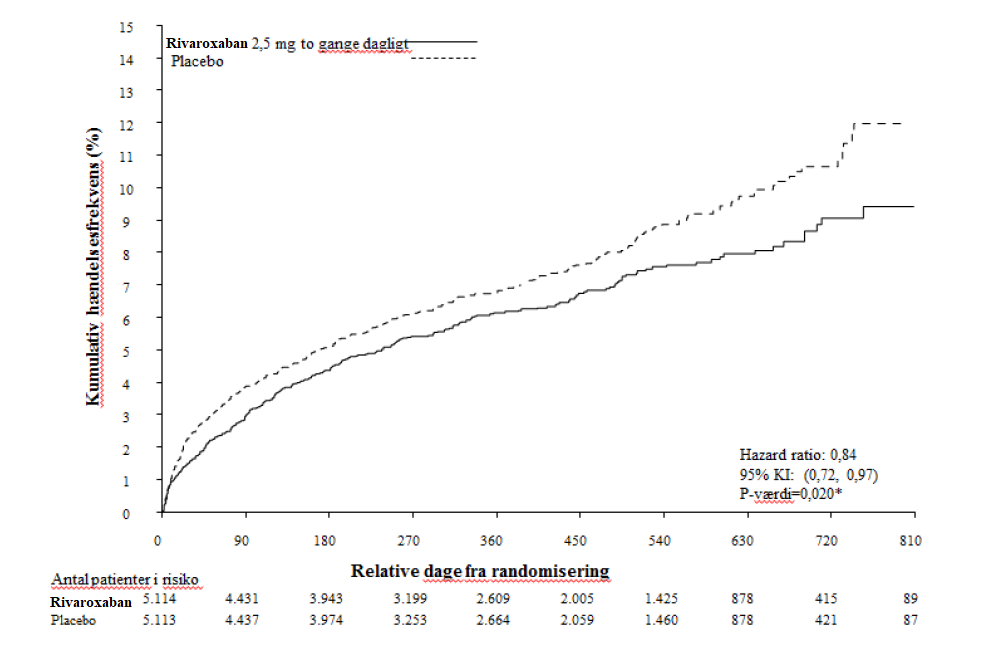 15
Rivaroxaban 2,5 mg to gange dagligt
14
Placebo
13
12
11
10
9
8
7
6
5
4
3
2
1
0
Kumulativ hændelsesfrekvens (%)
Hazard ratio: 0,84
95% KI: (0,72, 0,97)
P-værdi=0,020*
0 90 180 270 360 450 540 630 720 810
Relative dage fra randomisering
Antal patienter i risiko
Rivaroxaban 5.114 4.431 3.943 3.199 2.609 2.005 1.425 878 415 89
Placebo 5.113 4.437 3.974 3.253 2.664 2.059 1.460 878 421 87